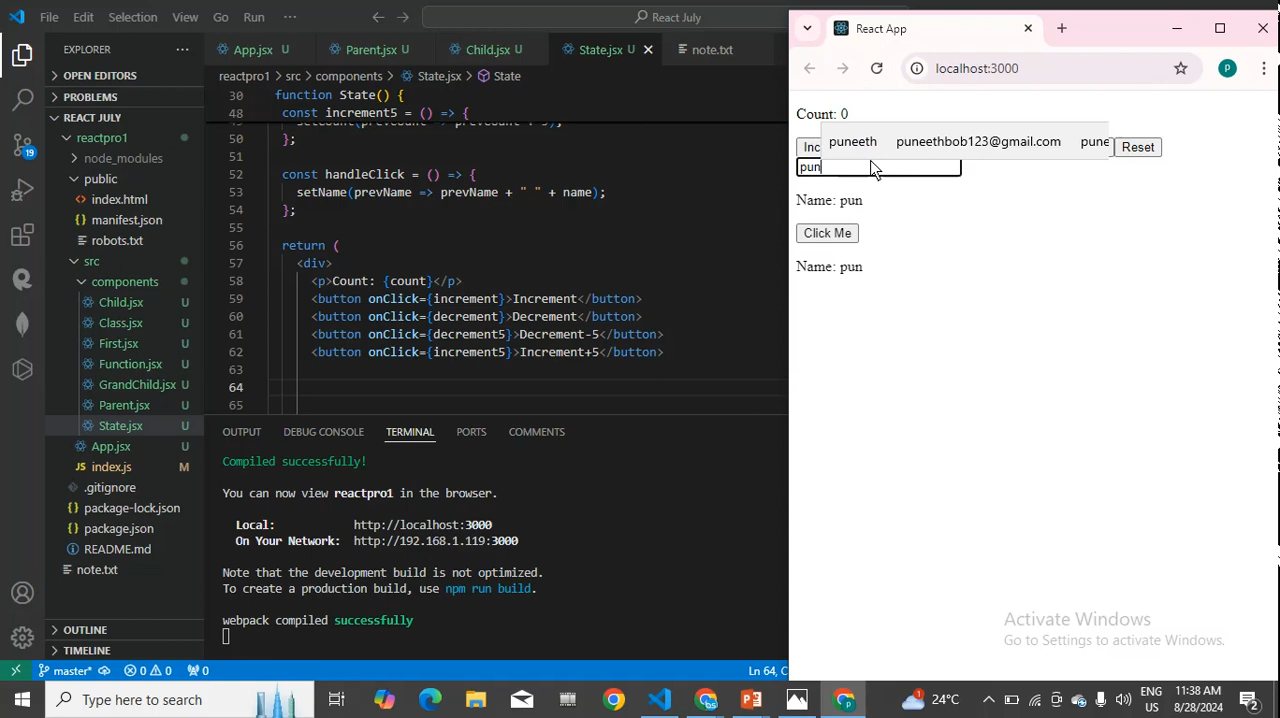 File Edit Selection View Go Run ··· React July
EXPLORER ···
OPEN EDITORS
PROBLEMS
REACT JULY
reactpro1
node_modules
public
index.html
manifest.json
robots.txt
src
components
Child.jsx U
Class.jsx U
First.jsx U
Function.jsx U
GrandChild.jsx U
Parent.jsx U
State.jsx U
App.jsx U
index.js M
.gitignore
package-lock.json
package.json
README.md
note.txt
OUTLINE
TIMELINE
19
App.jsx U Parent.jsx U Child.jsx U State.jsx U note.txt
reactpro1 > src > components > State.jsx > State
30 function State() {
48 const increment5 = () => {
50 };
51
52 const handleClick = () => {
53 setName(prevName => prevName + " " + name);
54 };
55
56 return (
57 <div>
58 <p>Count: {count}</p>
59 <button onClick={increment}>Increment</button>
60 <button onClick={decrement}>Decrement</button>
61 <button onClick={decrement5}>Decrement-5</button>
62 <button onClick={increment5}>Increment+5</button>
63
64
65
OUTPUT DEBUG CONSOLE TERMINAL PORTS COMMENTS
Compiled successfully!
You can now view reactpro1 in the browser.
Local: http://localhost:3000
On Your Network: http://192.168.1.119:3000
Note that the development build is not optimized.
To create a production build, use npm run build.
webpack compiled successfully
master* 0 0 0 Ln 64, C
React App
localhost:3000 P
Count: 0
Inc Reset
puneeth puneethbob123@gmail.com pune
pun
Name: pun
Click Me
Name: pun
Activate Windows
Go to Settings to activate Windows.
Type here to search 1 24°C ENG US 11:38 AM 8/28/2024 2